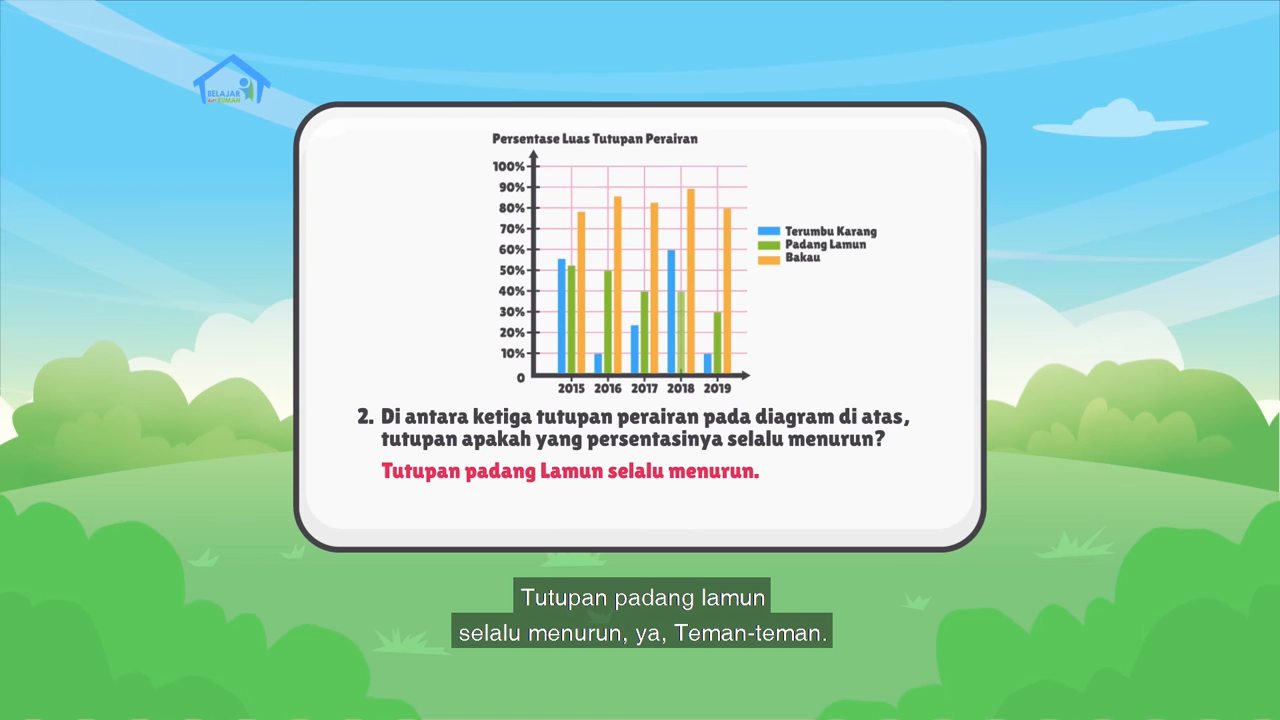 BELAJAR
dari RUMAH
Persentase Luas Tutupan Perairan
100%
90%
80%
70%
60%
50%
40%
30%
20%
10%
0
2015 2016 2017 2018 2019
Terumbu Karang
Padang Lamun
Bakau
2. Di antara ketiga tutupan perairan pada diagram di atas,
tutupan apakah yang persentasinya selalu menurun?
Tutupan padang Lamun selalu menurun.
Tutupan padang lamun
selalu menurun, ya, Teman-teman.